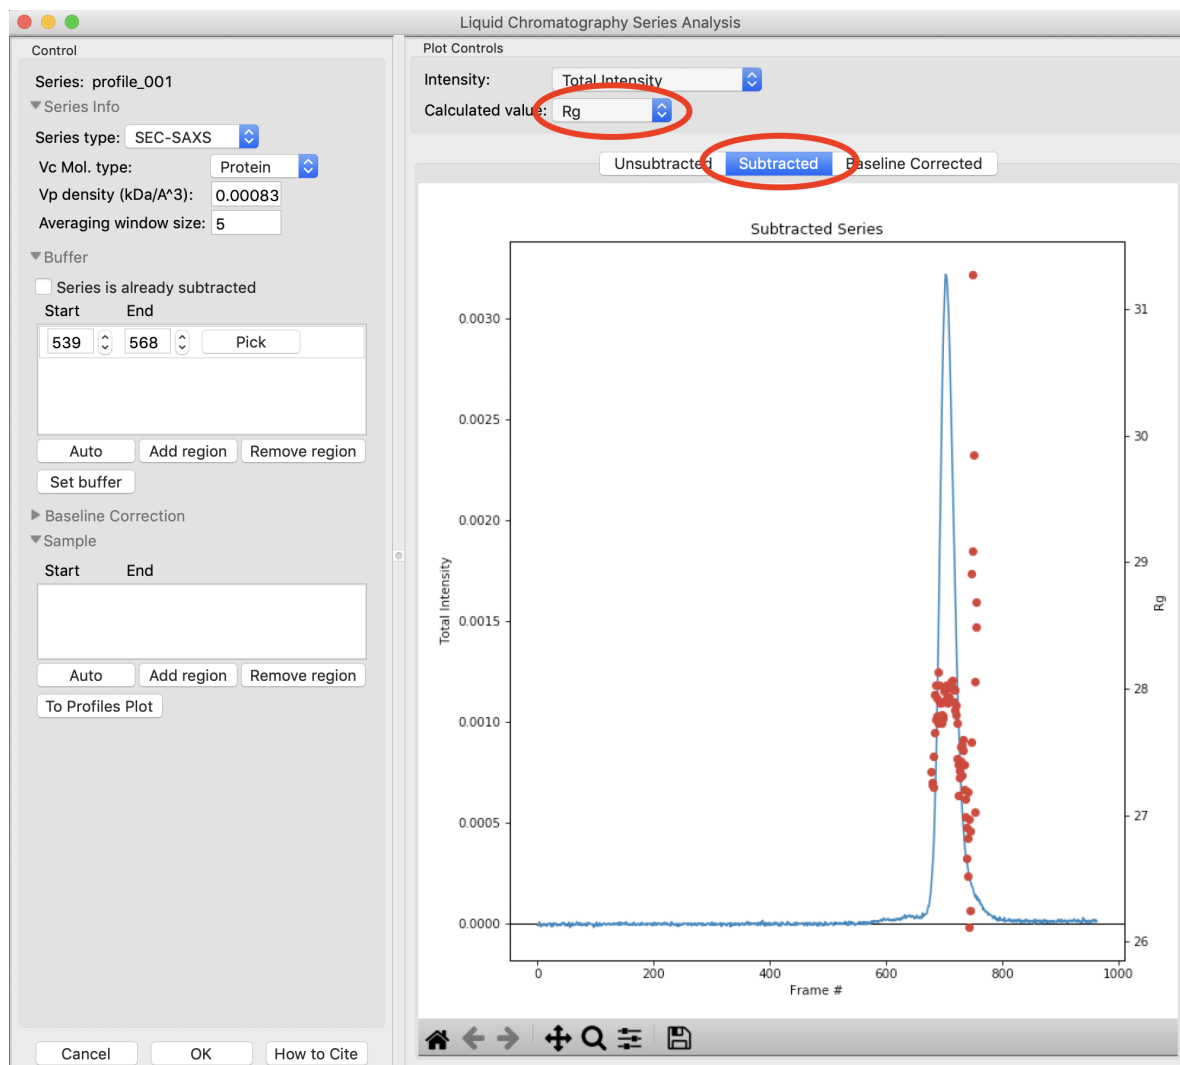 Liquid Chromatography Series Analysis
Control
Series: profile_001
Series Info
Series type: SEC-SAXS
Vc Mol. type: Protein
Vp density (kDa/A^3): 0.00083
Averaging window size: 5
Buffer
Series is already subtracted
Start End
539 568 Pick
Auto Add region Remove region
Set buffer
Baseline Correction
Sample
Start End
Auto Add region Remove region
To Profiles Plot
Cancel OK How to Cite
Plot Controls
Intensity: Total Intensity
Calculated value: Rg
Unsubtracted Subtracted Baseline Corrected
Subtracted Series
0.0030
0.0025
0.0020
0.0015
0.0010
0.0005
0.0000
Total Intensity
31
30
29
28
27
26
Rg
0 200 400 600 800 1000
Frame #